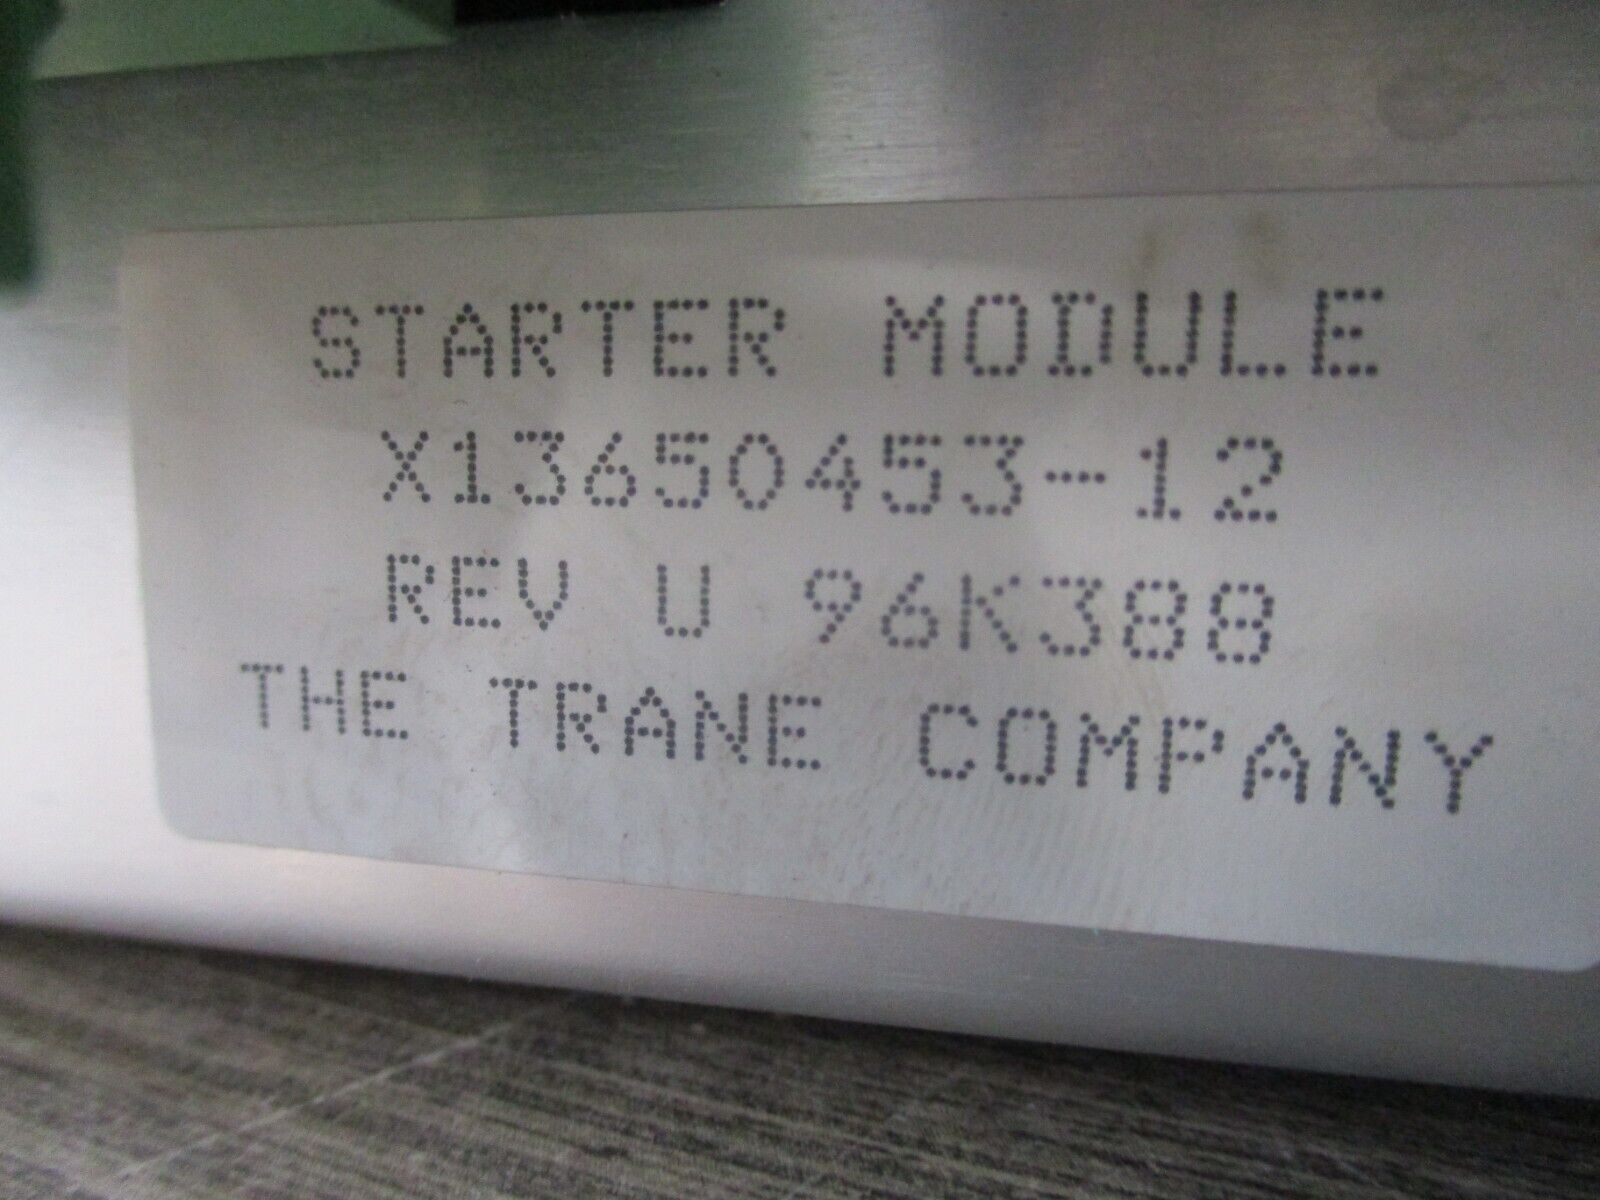 STARTER MODULE
X13650453-12
REV U 96K388
THE TRANE COMPANY